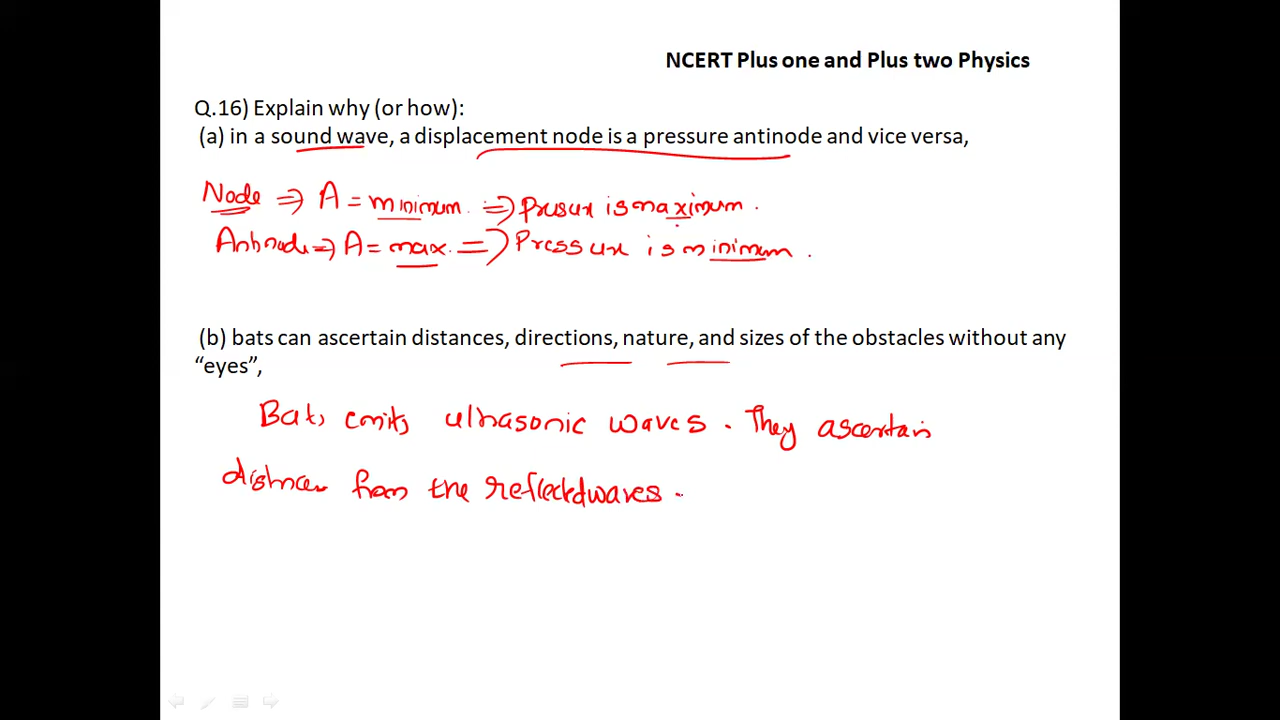 NCERT Plus one and Plus two Physics
Q.16) Explain why (or how):
(a) in a sound wave, a displacement node is a pressure antinode and vice versa,
Node ⇒ A = minimum. ⇒ Presure is maximum.
Antinode ⇒ A = max. ⇒ Pressure is minimum.
(b) bats can ascertain distances, directions, nature, and sizes of the obstacles without any
“eyes”,
Bats emits ultrasonic waves. They ascertain
distances from the reflected waves.